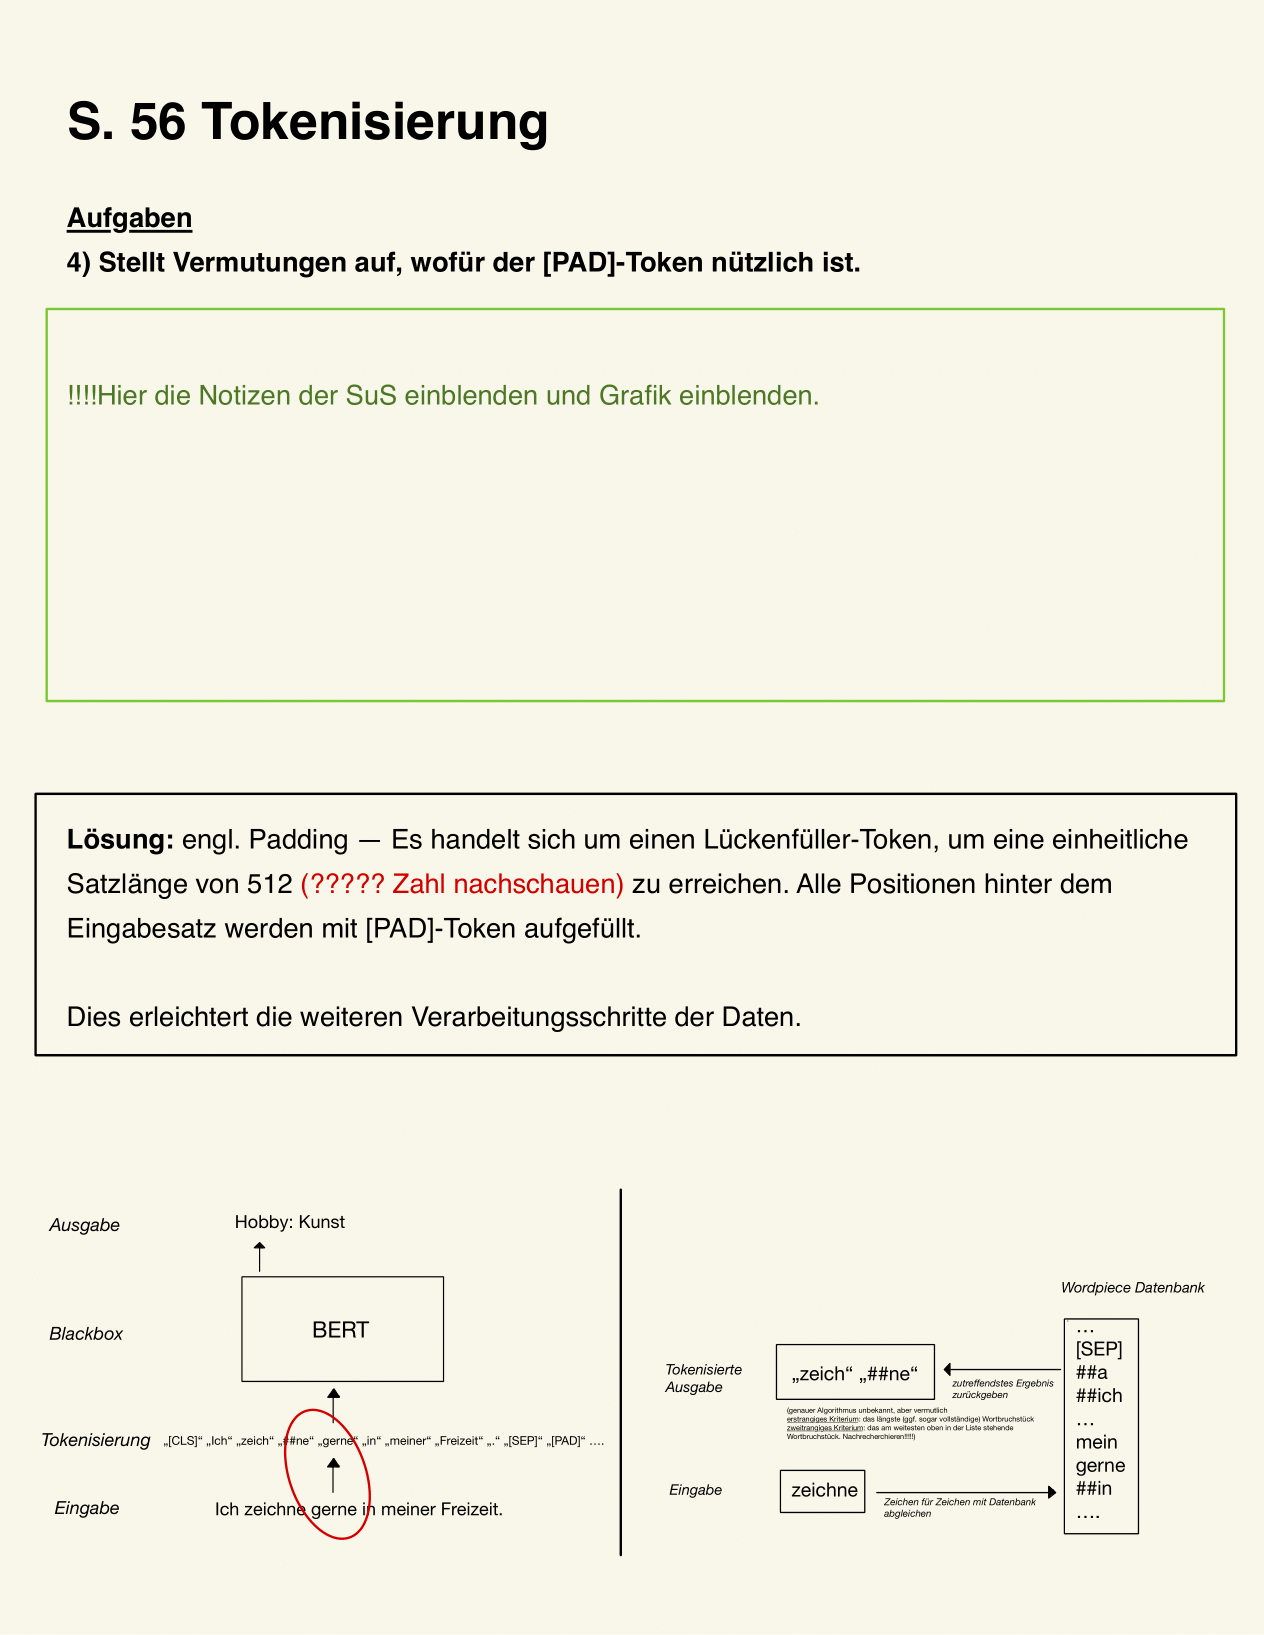 S. 56 Tokenisierung
Aufgaben
4) Stellt Vermutungen auf, wofür der [PAD]-Token nützlich ist.
!!!!Hier die Notizen der SuS einblenden und Grafik einblenden.
Lösung: engl. Padding — Es handelt sich um einen Lückenfüller-Token, um eine einheitliche
Satzlänge von 512 (????? Zahl nachschauen) zu erreichen. Alle Positionen hinter dem
Eingabesatz werden mit [PAD]-Token aufgefüllt.
Dies erleichtert die weiteren Verarbeitungsschritte der Daten.
Ausgabe
Hobby: Kunst
Blackbox
BERT
Tokenisierung
„[CLS]“ „Ich“ „zeich“ „##ne“ „gerne“ „in“ „meiner“ „Freizeit“ „.“ „[SEP]“ „[PAD]“ ….
Eingabe
Ich zeichne gerne in meiner Freizeit.
Wordpiece Datenbank
…
[SEP]
##a
##ich
…
mein
gerne
##in
….
Tokenisierte
Ausgabe
„zeich“ „##ne“
zutreffendstes Ergebnis
zurückgeben
(genauer Algorithmus unbekannt, aber vermutlich
erstrangiges Kriterium: das längste (ggf. sogar vollständige) Wortbruchstück
zweitrangiges Kriterium: das am weitesten oben in der Liste stehende
Wortbruchstück. Nachrecherchieren!!!!!)
Eingabe
zeichne
Zeichen für Zeichen mit Datenbank
abgleichen